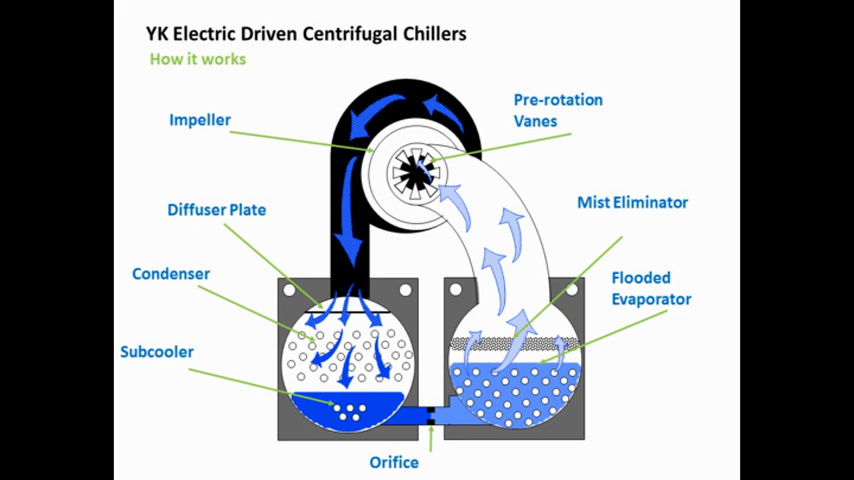 YK Electric Driven Centrifugal Chillers
How it works
Pre-rotation
Vanes
Impeller
Mist Eliminator
Diffuser Plate
Condenser
Flooded
Evaporator
Subcooler
Orifice